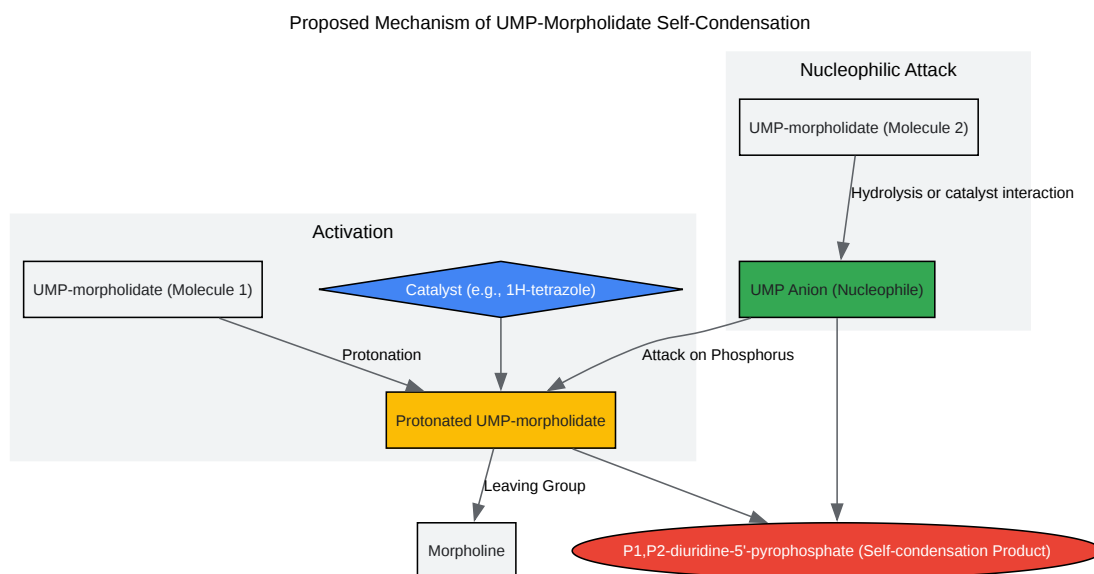 Proposed Mechanism of UMP-Morpholidate Self-Condensation
Nucleophilic Attack
UMP-morpholidate (Molecule 2)
Hydrolysis or catalyst interaction
Activation
UMP-morpholidate (Molecule 1)
Catalyst (e.g., 1H-tetrazole)
UMP Anion (Nucleophile)
Protonation
Attack on Phosphorus
Protonated UMP-morpholidate
Leaving Group
Morpholine
P1,P2-diuridine-5'-pyrophosphate (Self-condensation Product)